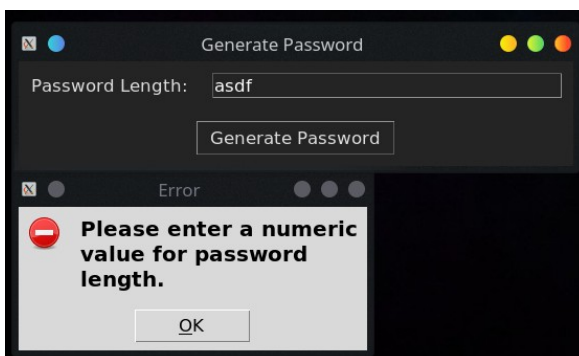 Generate Password
Password Length: asdf
Generate Password
Error
Please enter a numeric
value for password
length.
OK